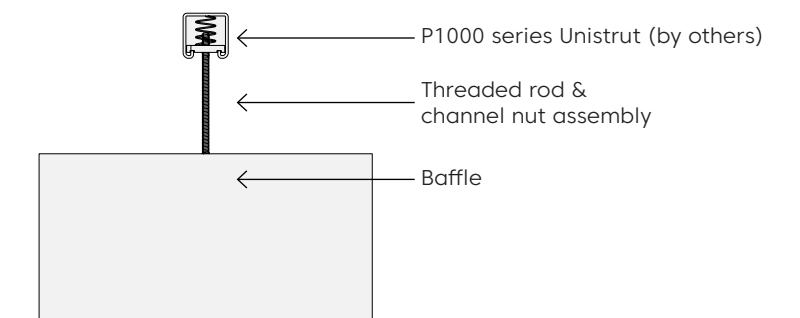 P1000 series Unistrut (by others)
Threaded rod &
channel nut assembly
Baffle